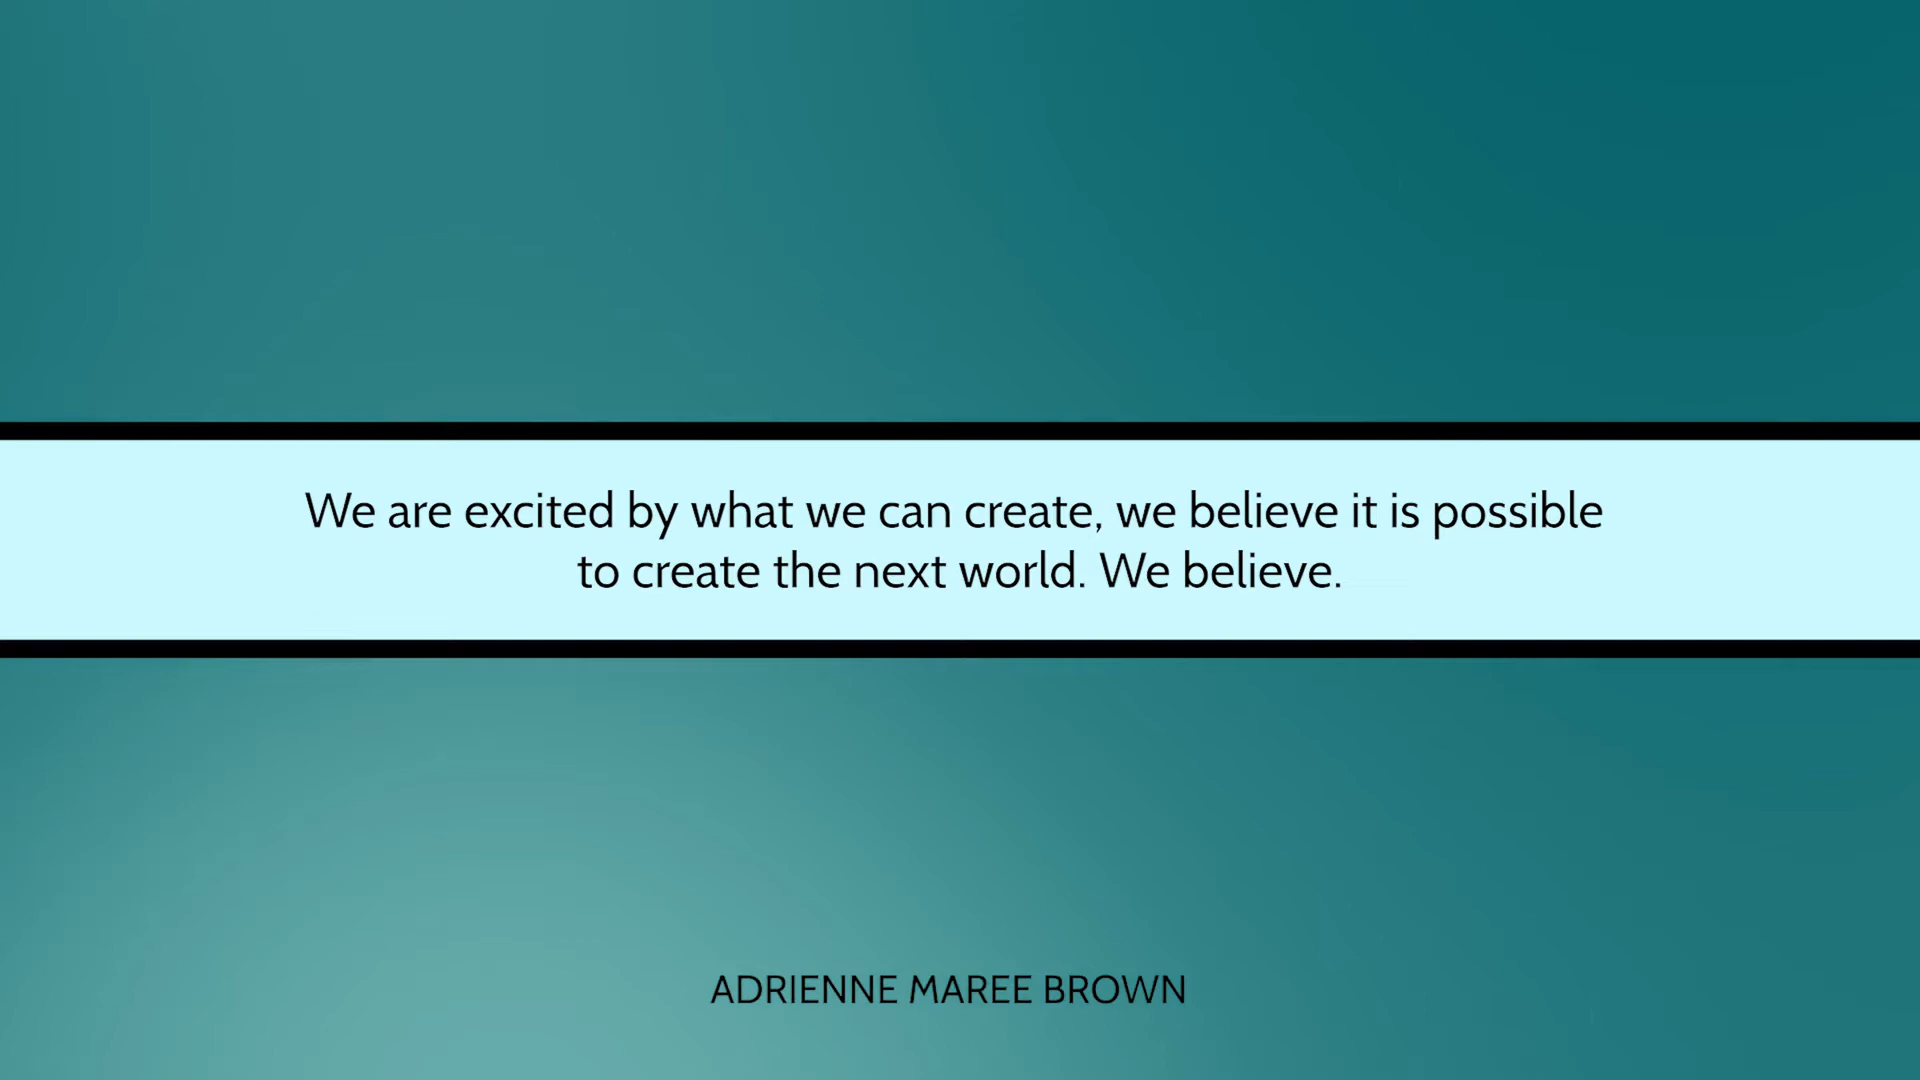 We are excited by what we can create, we believe it is possible
to create the next world. We believe.
ADRIENNE MAREE BROWN